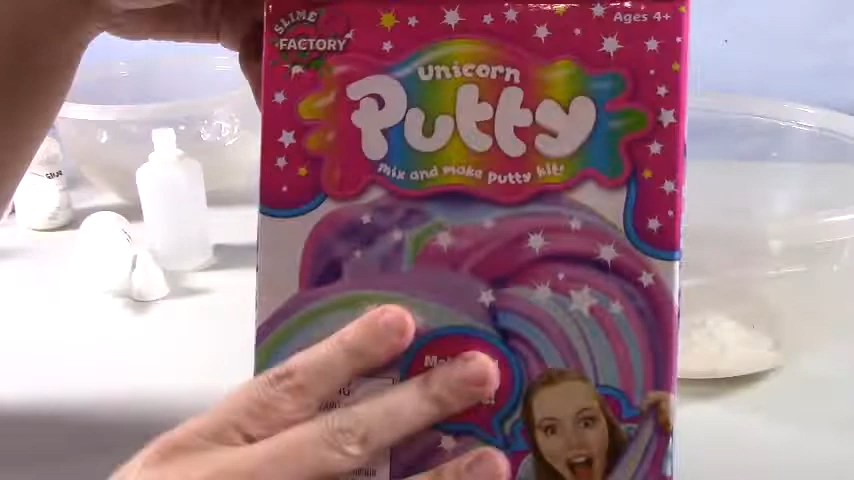 SLIME
FACTORY
Ages 4+
Unicorn
Putty
mix and make putty kit!